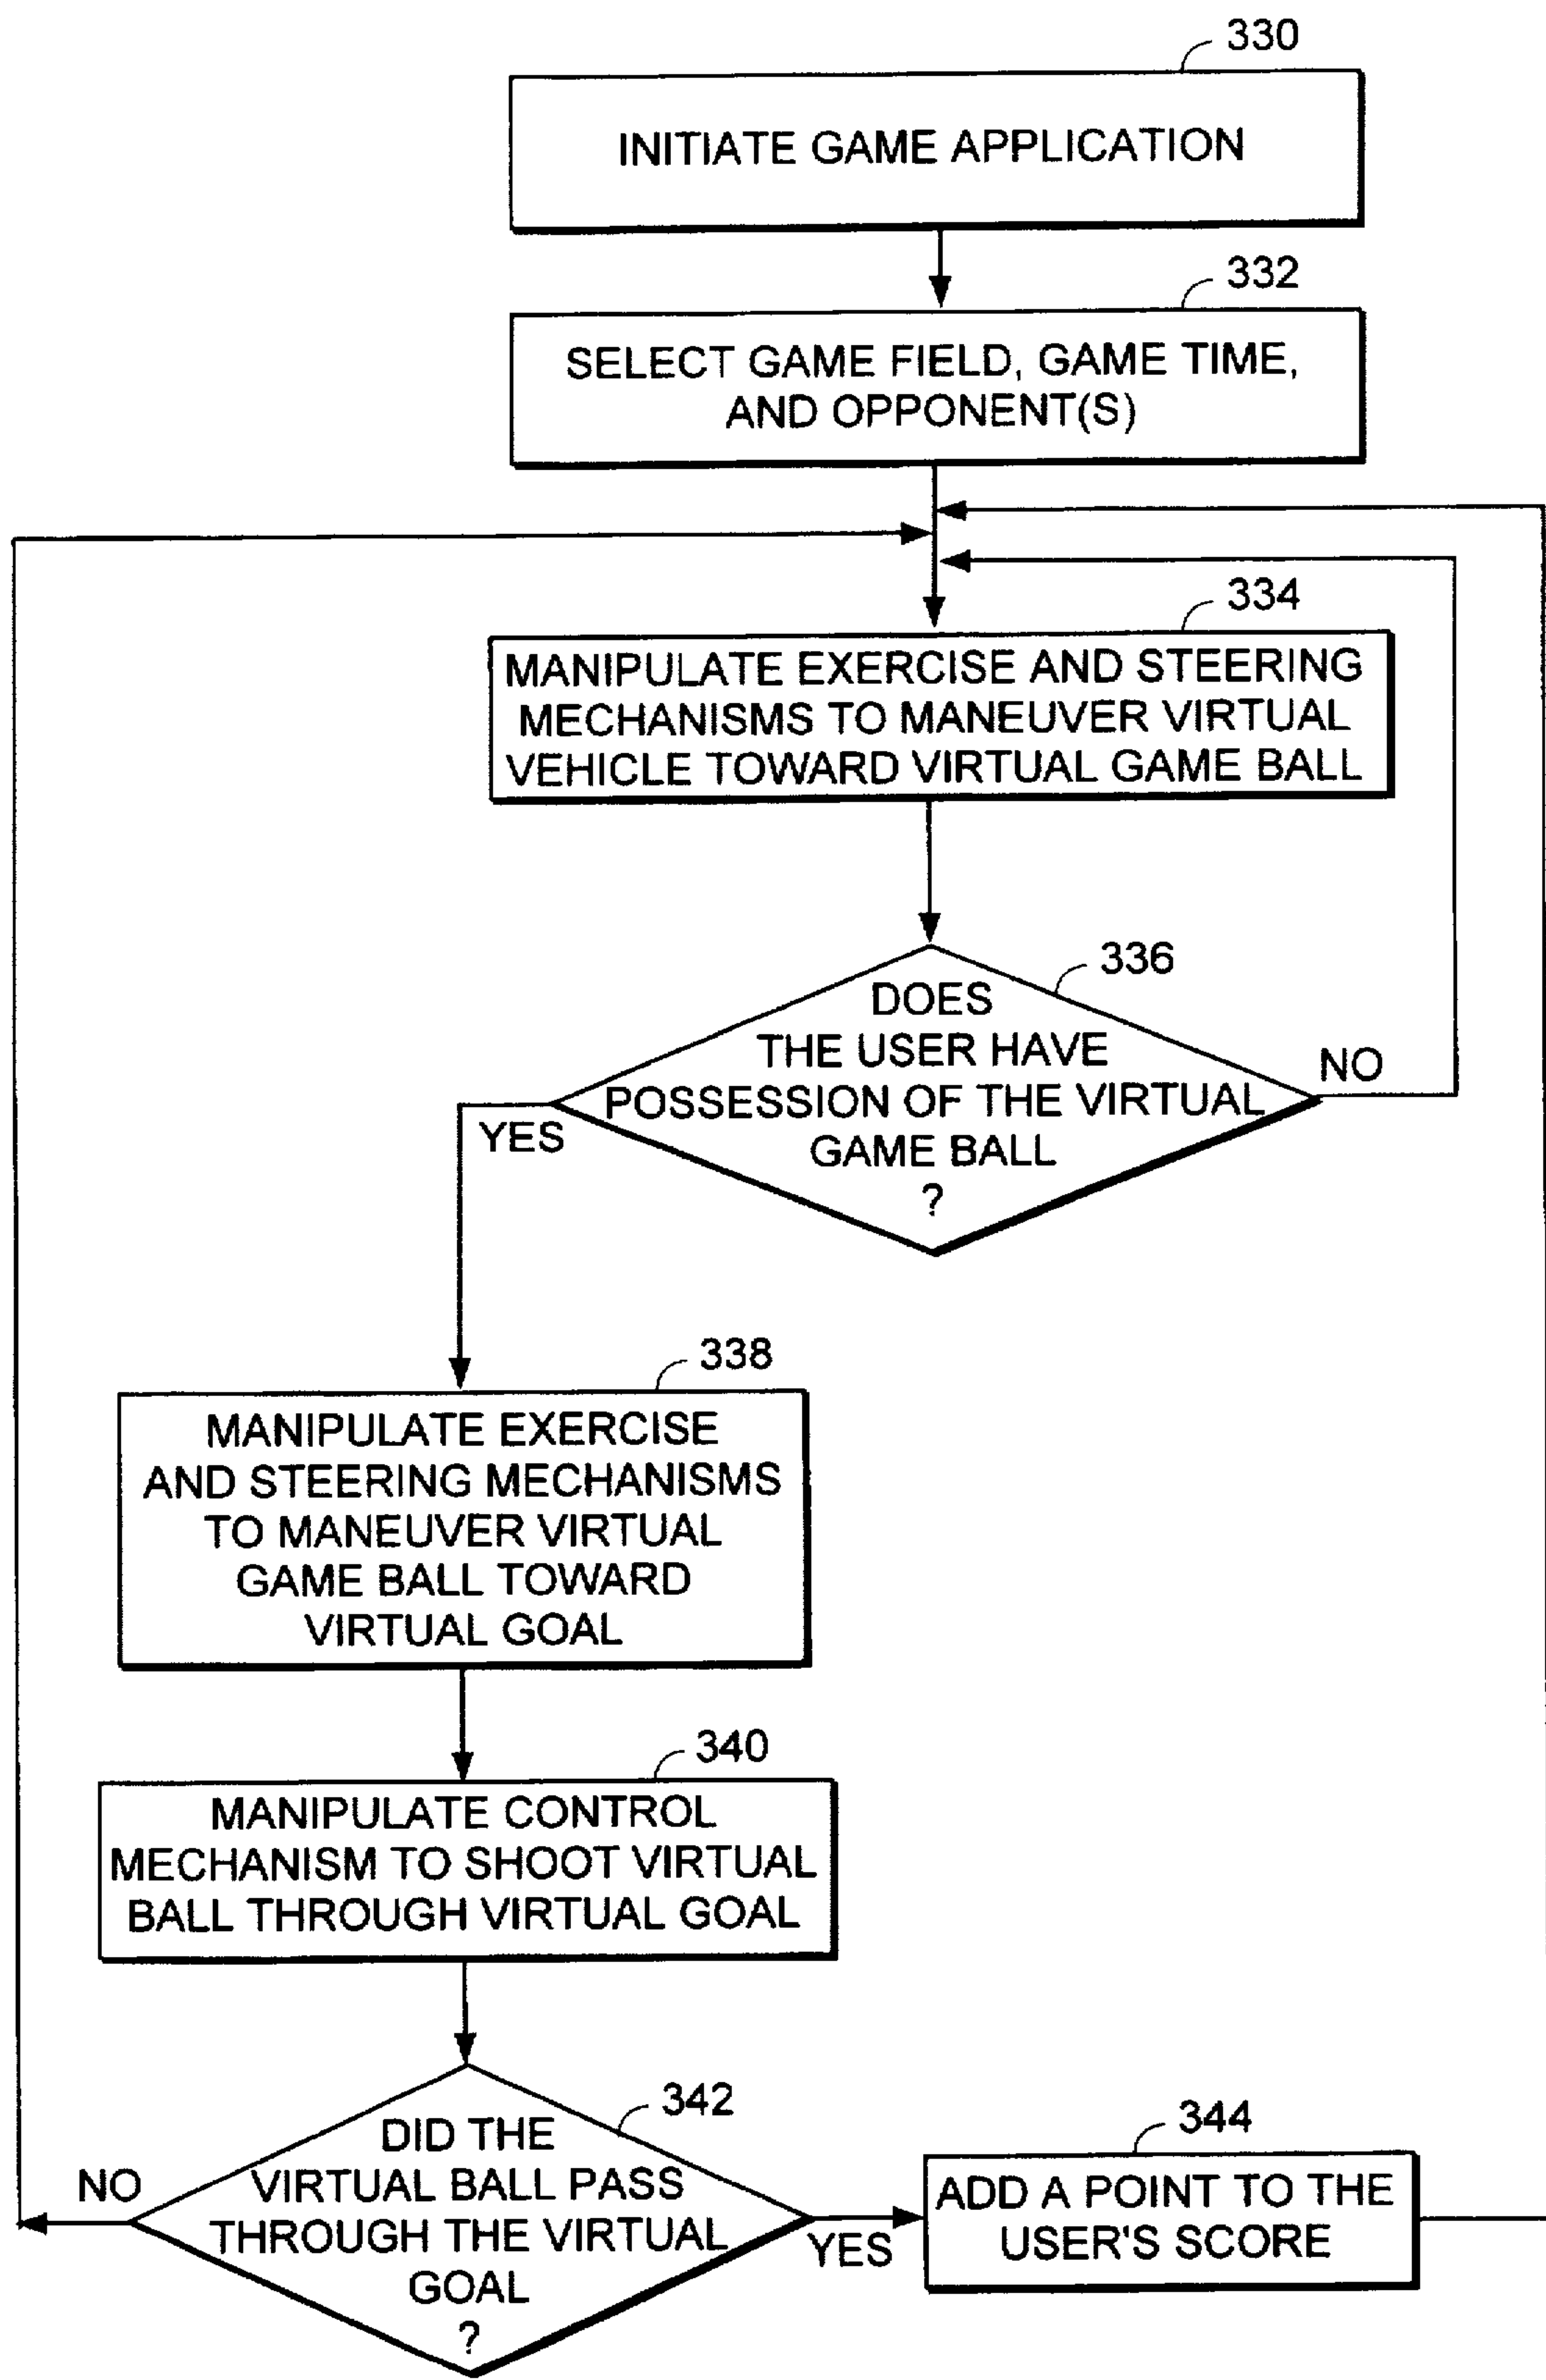 330
INITIATE GAME APPLICATION
332
SELECT GAME FIELD, GAME TIME,
AND OPPONENT(S)
334
MANIPULATE EXERCISE AND STEERING
MECHANISMS TO MANEUVER VIRTUAL
VEHICLE TOWARD VIRTUAL GAME BALL
336
DOES
THE USER HAVE
POSSESSION OF THE VIRTUAL
GAME BALL
?
NO
YES
338
MANIPULATE EXERCISE
AND STEERING MECHANISMS
TO MANEUVER VIRTUAL
GAME BALL TOWARD
VIRTUAL GOAL
340
MANIPULATE CONTROL
MECHANISM TO SHOOT VIRTUAL
BALL THROUGH VIRTUAL GOAL
342
DID THE
VIRTUAL BALL PASS
THROUGH THE VIRTUAL
GOAL
?
NO
YES
344
ADD A POINT TO THE
USER'S SCORE